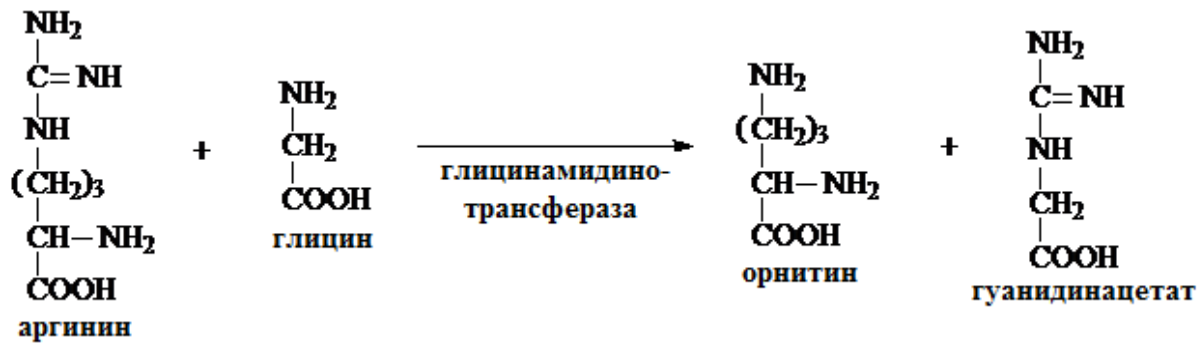 NH₂
C=NH
NH
(CH₂)₃
CH−NH₂
COOH
аргинин
+
NH₂
CH₂
COOH
глицин
глицинамидино-
трансфераза
NH₂
(CH₂)₃
CH−NH₂
COOH
орнитин
+
NH₂
C=NH
NH
CH₂
COOH
гуанидинацетат